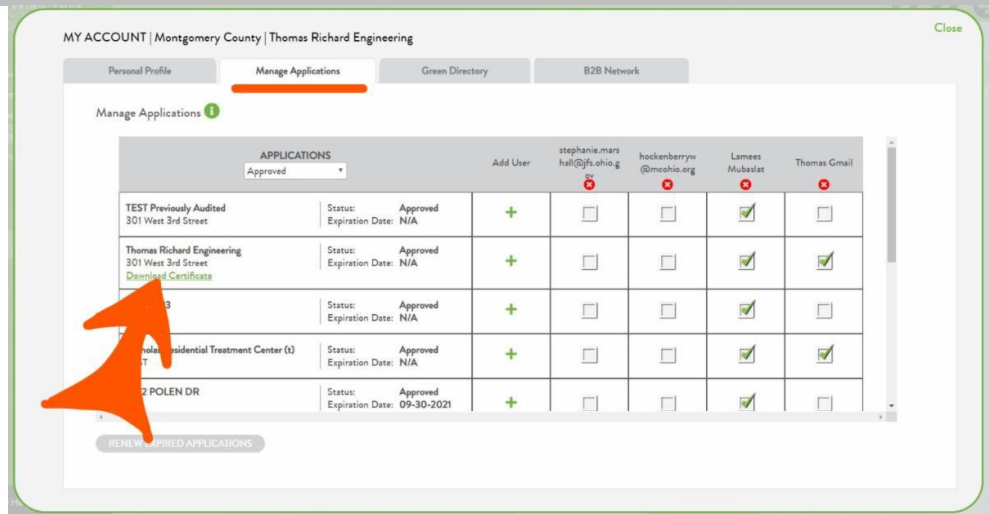 Close
MY ACCOUNT | Montgomery County | Thomas Richard Engineering
Personal Profile
Manage Applications
Green Directory
B2B Network
Manage Applications i
APPLICATIONS
Approved
Add User
stephanie.mars
hall@jfs.ohio.g
ov
hockenberryw
@mcohio.org
Lamees
Mubaslat
Thomas Gmail
TEST Previously Audited
301 West 3rd Street
Status: Approved
Expiration Date: N/A
Thomas Richard Engineering
301 West 3rd Street
Download Certificate
Status: Approved
Expiration Date: N/A
3
Status: Approved
Expiration Date: N/A
Residential Treatment Center (t)
Status: Approved
Expiration Date: N/A
2 POLEN DR
Status: Approved
Expiration Date: 09-30-2021
RENEW EXPIRED APPLICATIONS